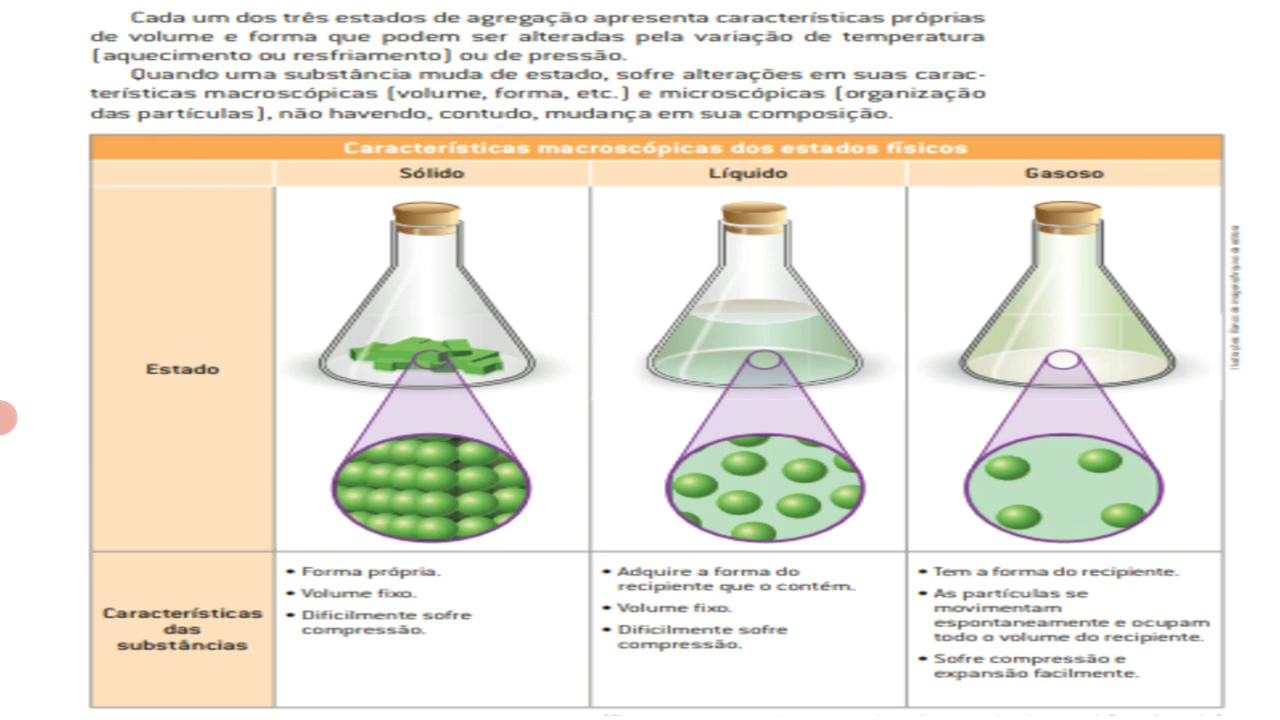 Cada um dos três estados de agregação apresenta características próprias
de volume e forma que podem ser alteradas pela variação de temperatura
(aquecimento ou resfriamento) ou de pressão.
Quando uma substância muda de estado, sofre alterações em suas carac-
terísticas macroscópicas (volume, forma, etc.) e microscópicas (organização
das partículas), não havendo, contudo, mudança em sua composição.
Características macroscópicas dos estados físicos
Sólido
Líquido
Gasoso
Estado
Características
das
substâncias
• Forma própria.
• Volume fixo.
• Dificilmente sofre
compressão.
• Adquire a forma do
recipiente que o contém.
• Volume fixo.
• Dificilmente sofre
compressão.
• Tem a forma do recipiente.
• As partículas se
movimentam
espontaneamente e ocupam
todo o volume do recipiente.
• Sofre compressão e
expansão facilmente.